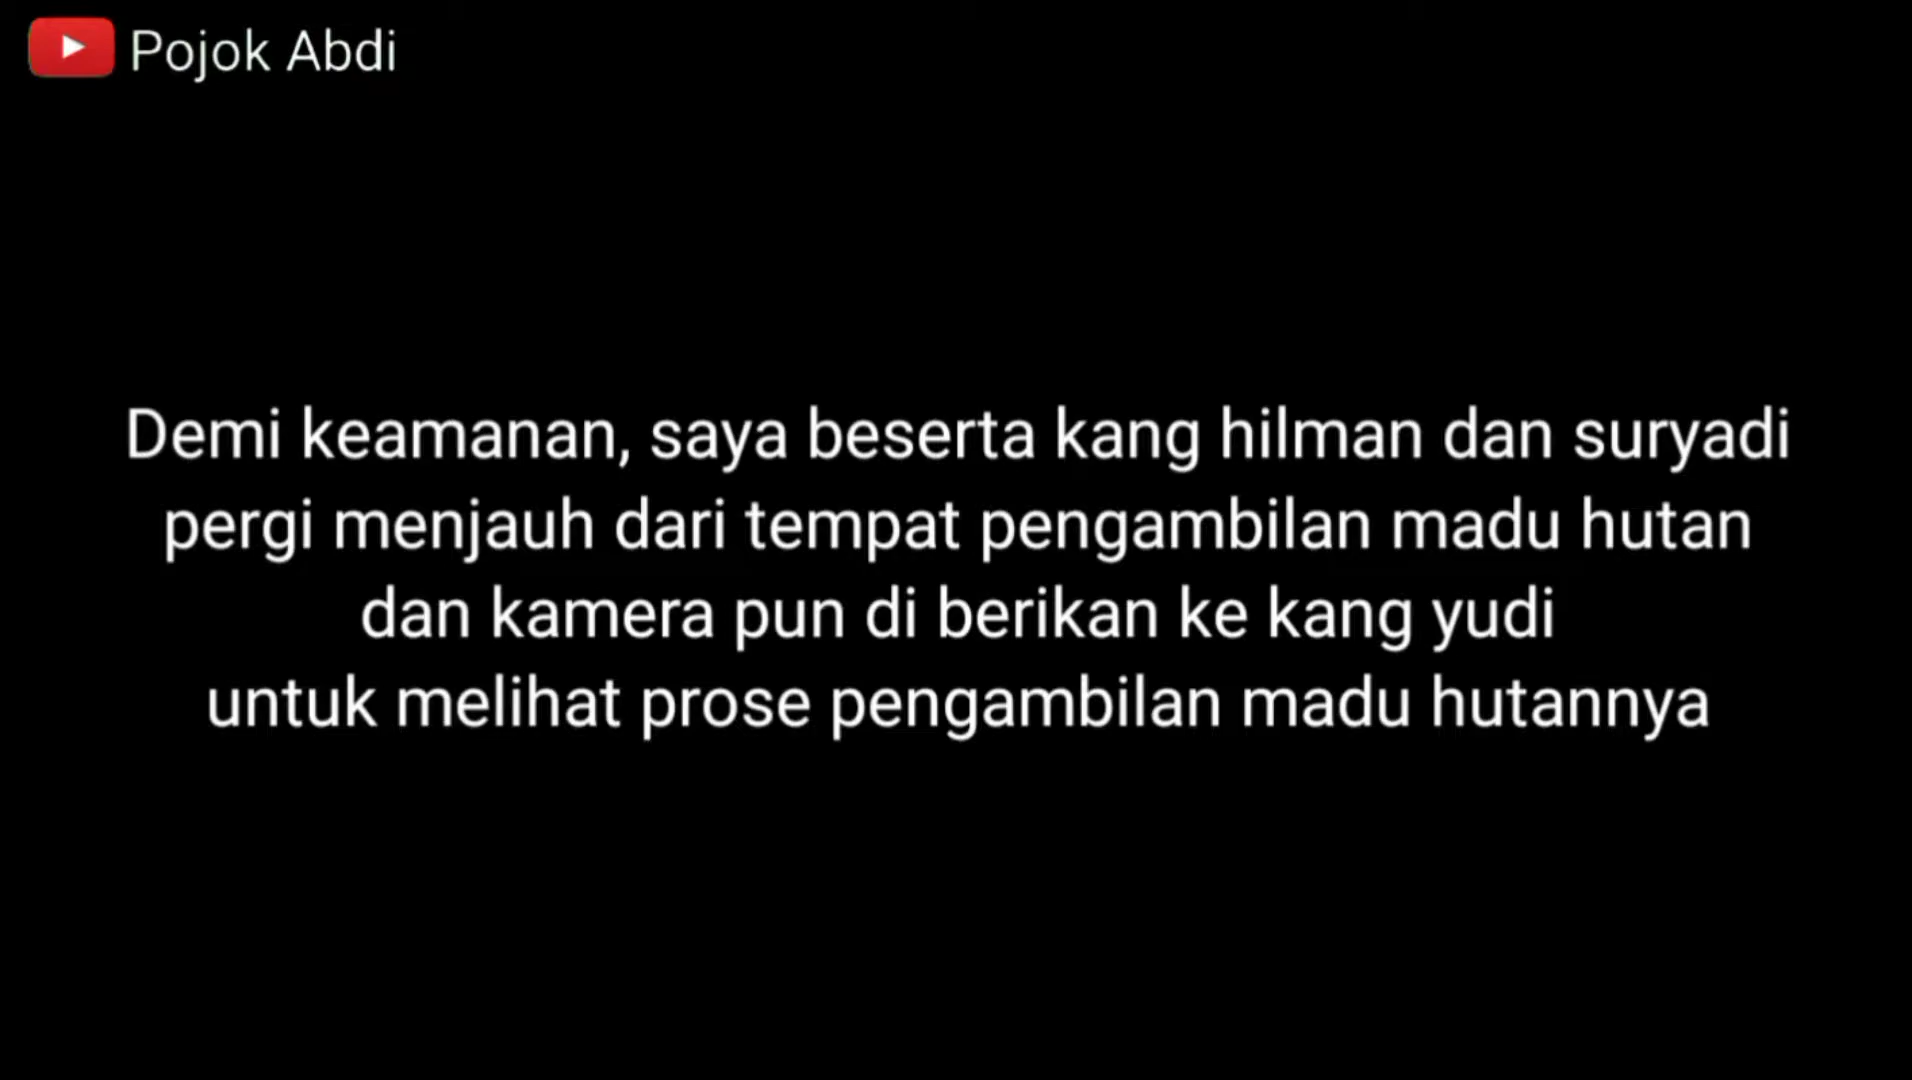 Pojok Abdi
Demi keamanan, saya beserta kang hilman dan suryadi
pergi menjauh dari tempat pengambilan madu hutan
dan kamera pun di berikan ke kang yudi
untuk melihat prose pengambilan madu hutannya